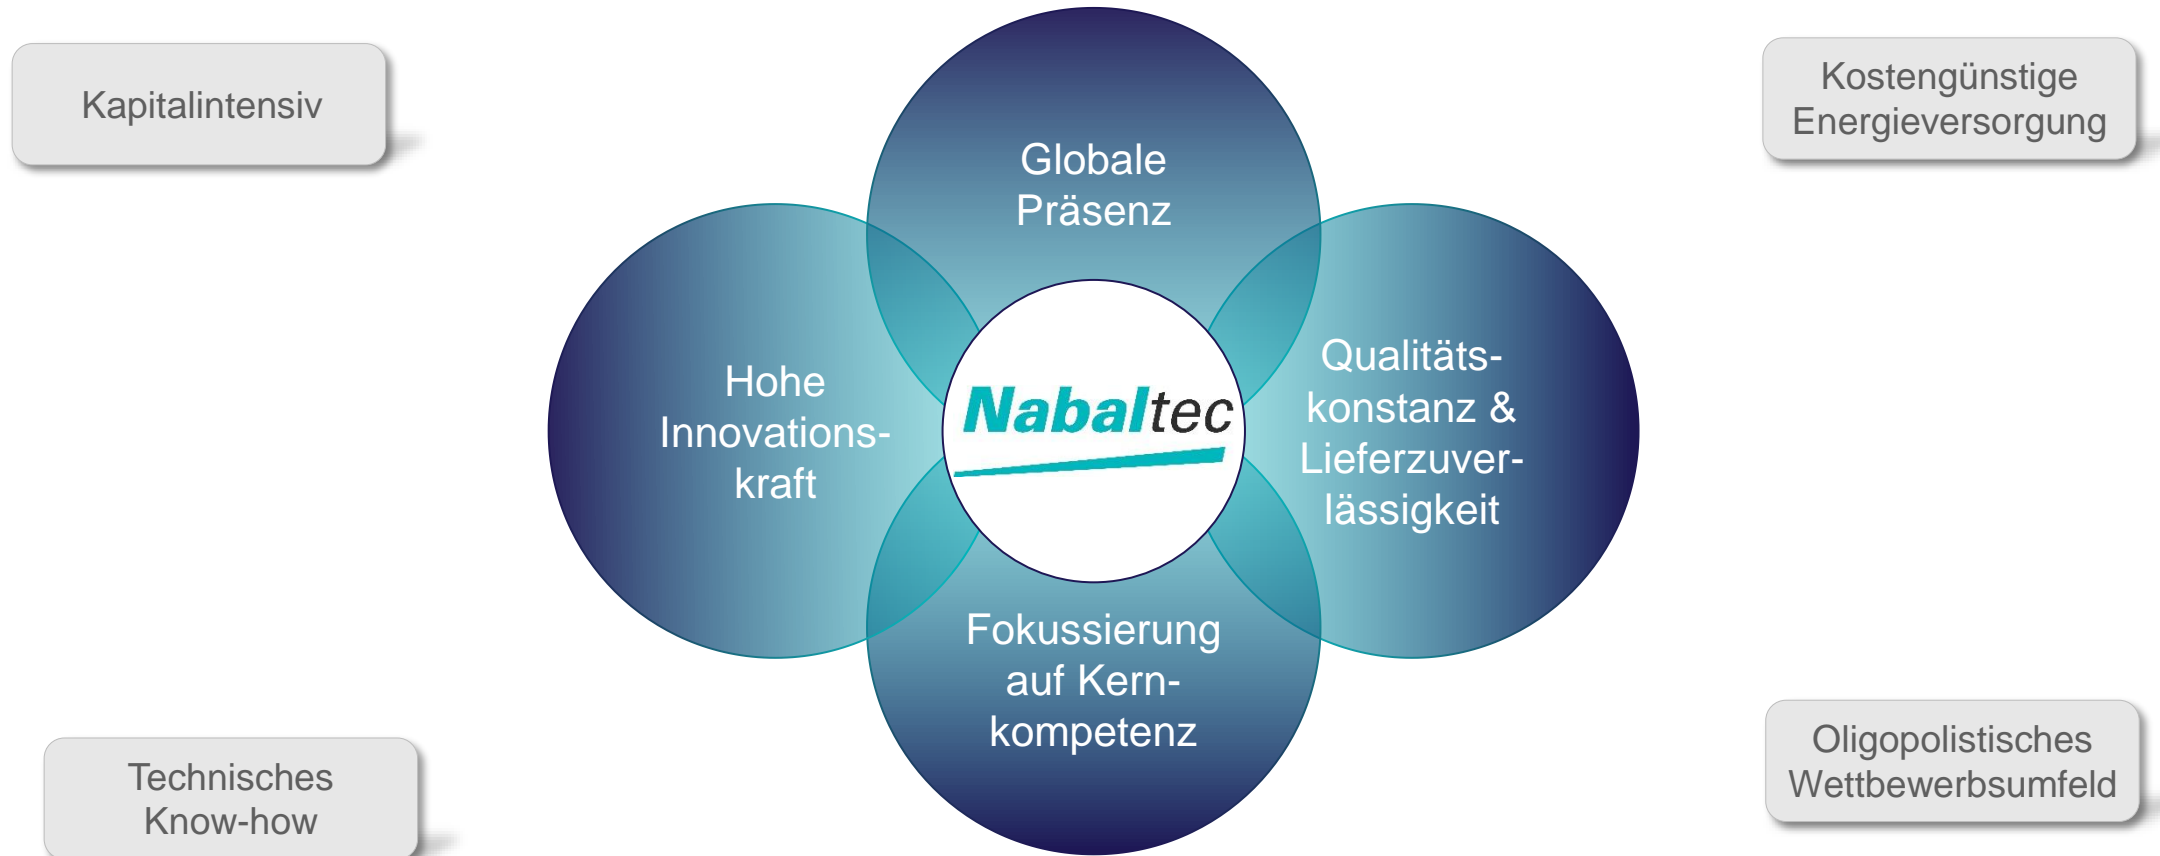 Kapitalintensiv
Kostengünstige
Energieversorgung
Globale
Präsenz
Hohe
Innovations-
kraft
Nabaltec
Qualitäts-
konstanz &
Lieferzuver-
lässigkeit
Fokussierung
auf Kern-
kompetenz
Technisches
Know-how
Oligopolistisches
Wettbewerbsumfeld